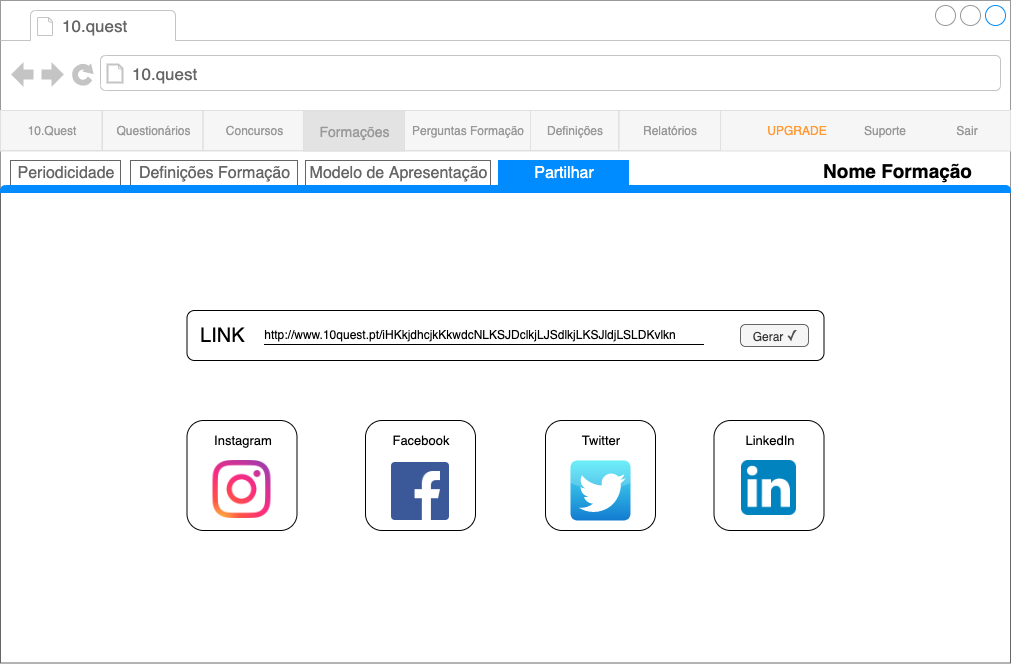 10.quest
10.quest
10.Quest Questionários Concursos Formações Perguntas Formação Definições Relatórios UPGRADE Suporte Sair
Periodicidade Definições Formação Modelo de Apresentação Partilhar Nome Formação
LINK http://www.10quest.pt/iHKkjdhcjkKkwdcNLKSJDclkjLJSdlkjLKSJldjLSLDKvlkn Gerar ✓
Instagram Facebook Twitter LinkedIn